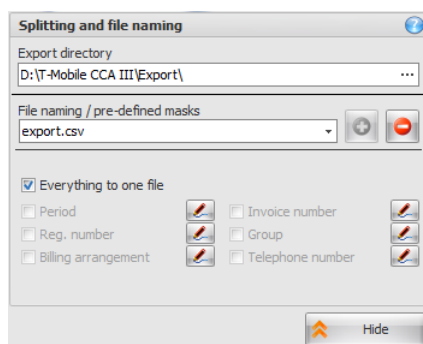 Splitting and file naming
Export directory
D:\T-Mobile CCA III\Export\
...
File naming / pre-defined masks
export.csv
Everything to one file
Period
Invoice number
Reg. number
Group
Billing arrangement
Telephone number
Hide